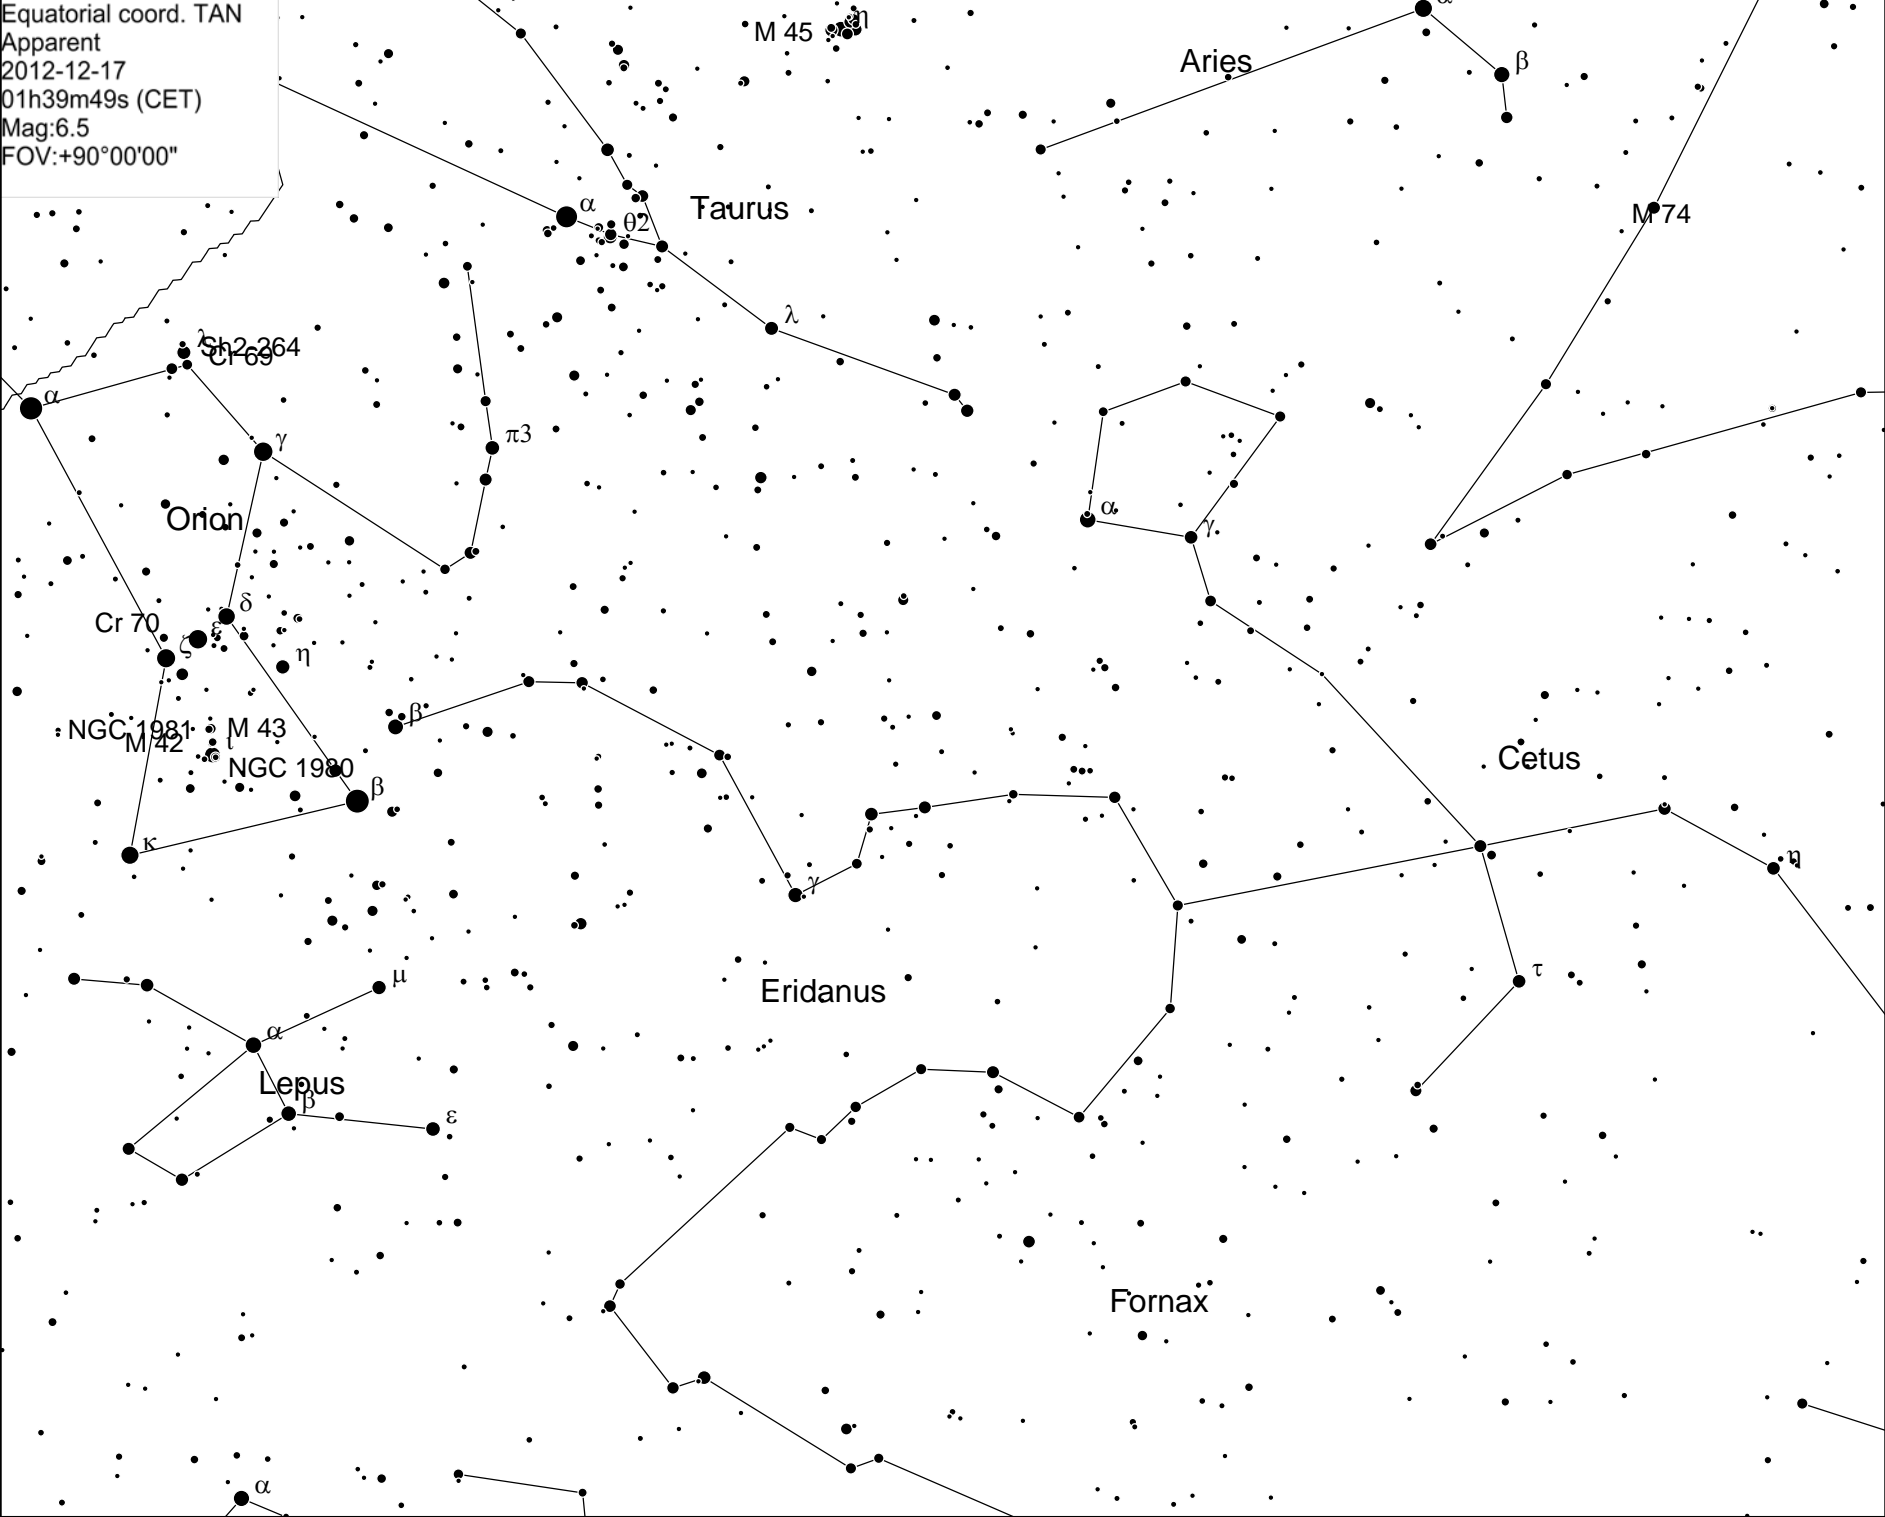 Equatorial coord. TAN
Apparent
2012-12-17
01h39m49s (CET)
Mag:6.5
FOV:+90°00'00"
η
M 45
α
Aries
β
α
θ2
Taurus
M 74
λ
λ
Sh2-264
Cr 69
α
γ
π3
α
γ
Orion
δ
Cr 70
ε
ζ
η
β
NGC 1981
M 43
M 42
ι
NGC 1980
Cetus
β
κ
γ
η
μ
τ
Eridanus
α
Lepus
β
ε
Fornax
α